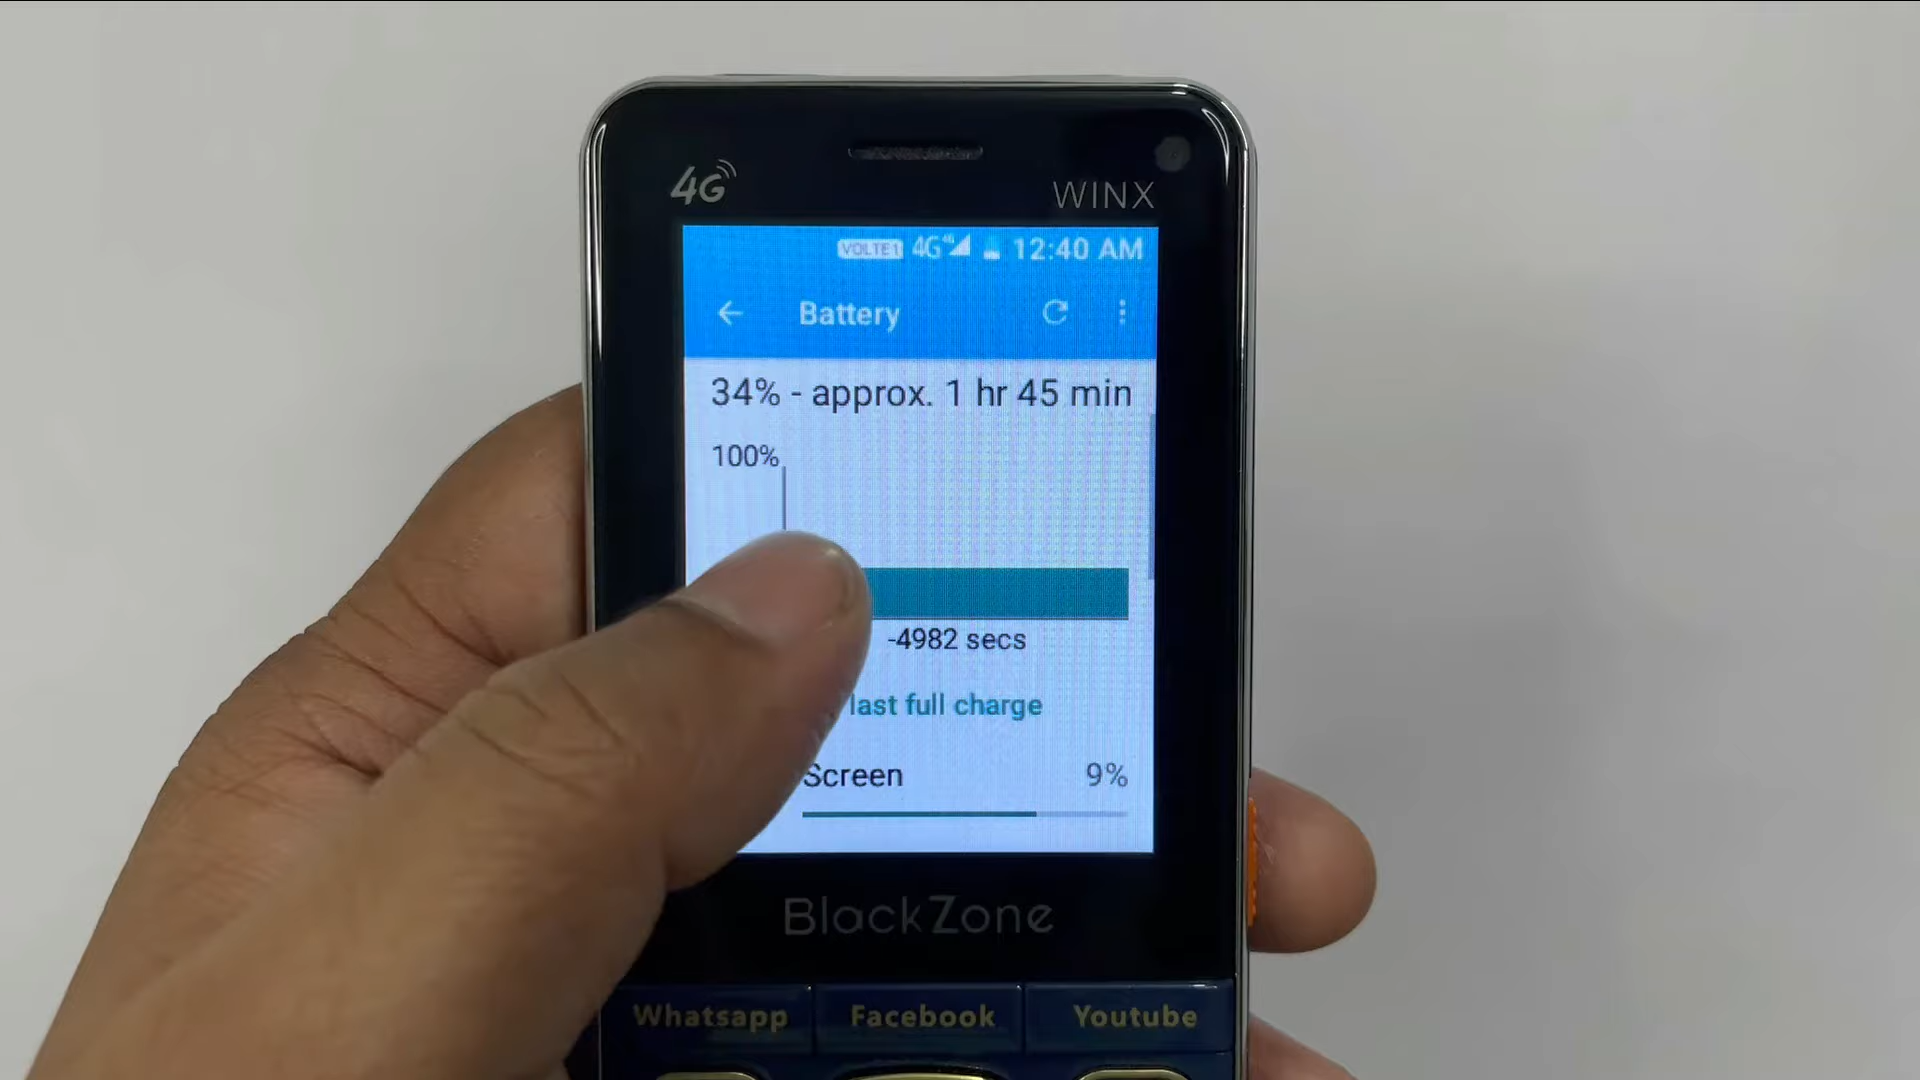 4G
WINX
VOLTE1 4G 4G 12:40 AM
Battery
34% - approx. 1 hr 45 min
100%
-4982 secs
last full charge
Screen 9%
BlackZone
Whatsapp Facebook Youtube